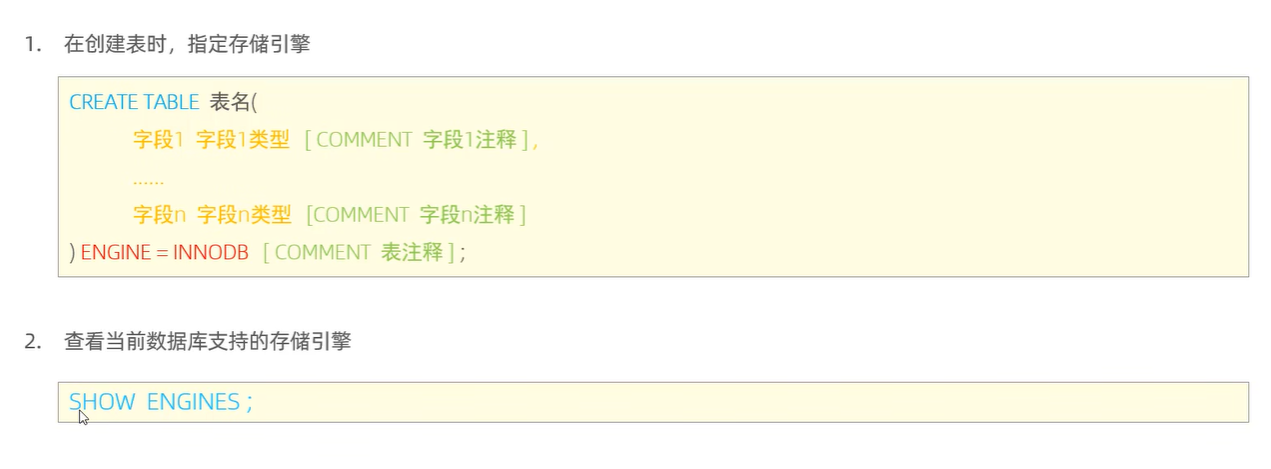 1. 在创建表时，指定存储引擎
CREATE TABLE 表名(
字段1 字段1类型 [ COMMENT 字段1注释 ] ,
......
字段n 字段n类型 [COMMENT 字段n注释 ]
) ENGINE = INNODB [ COMMENT 表注释 ] ;
2. 查看当前数据库支持的存储引擎
SHOW ENGINES ;